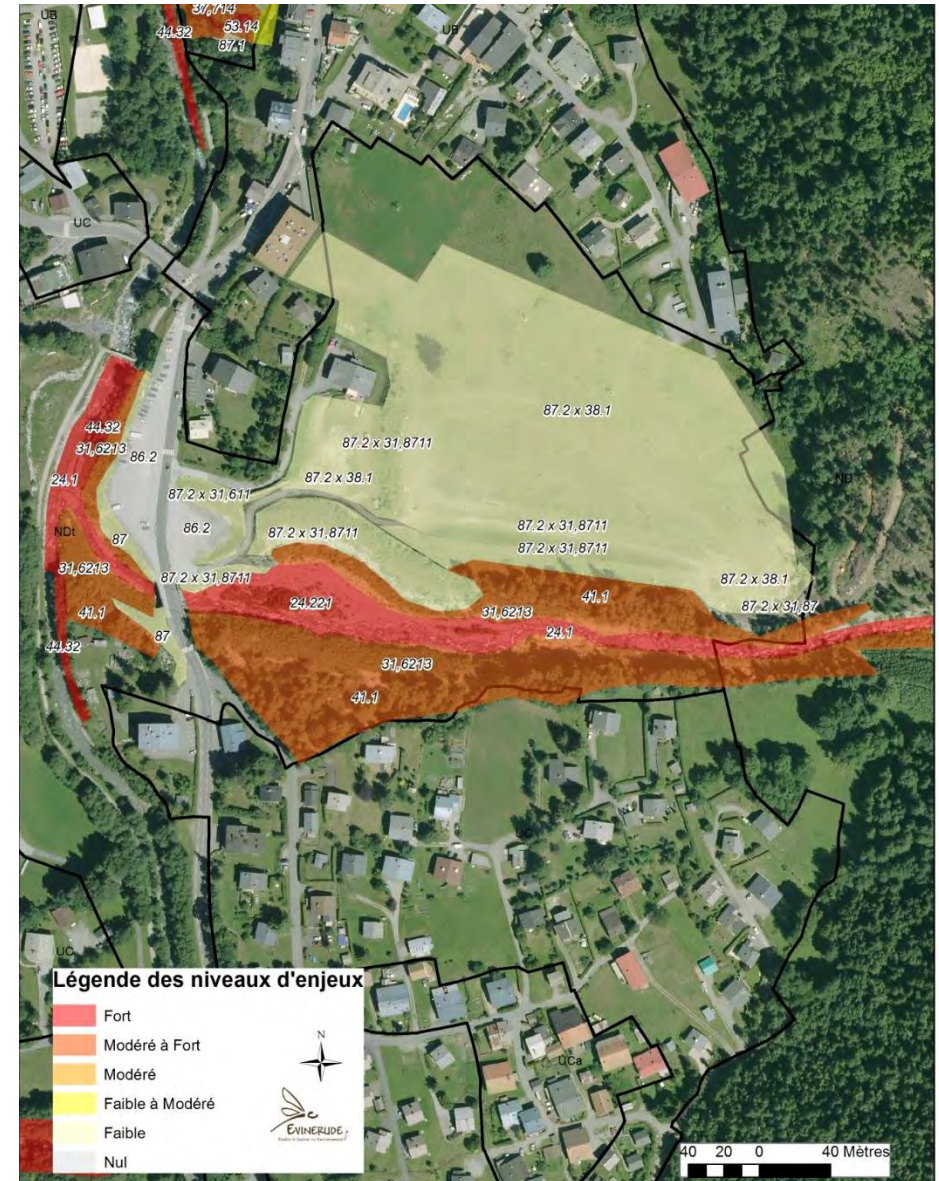 37,714
UB
44.32
53.14
UB
87.1
UC
87.2 x 38.1
44.32
87.2 x 31,8711
31,6213
86.2
87.2 x 38.1
ND
24.1
87.2 x 31,611
NDt
86.2
87.2 x 31,8711
87.2 x 31,8711
87
87.2 x 31,8711
31,6213
87.2 x 31,8711
87.2 x 38.1
41.1
24.221
87.2 x 31,87
41.1
31,6213
24.1
87
44.32
31,6213
41.1
UC
UC
UCa
Légende des niveaux d'enjeux
Fort
Modéré à Fort
Modéré
Faible à Modéré
Faible
Nul
N
EVINERUDE
40 20 0 40 Mètres